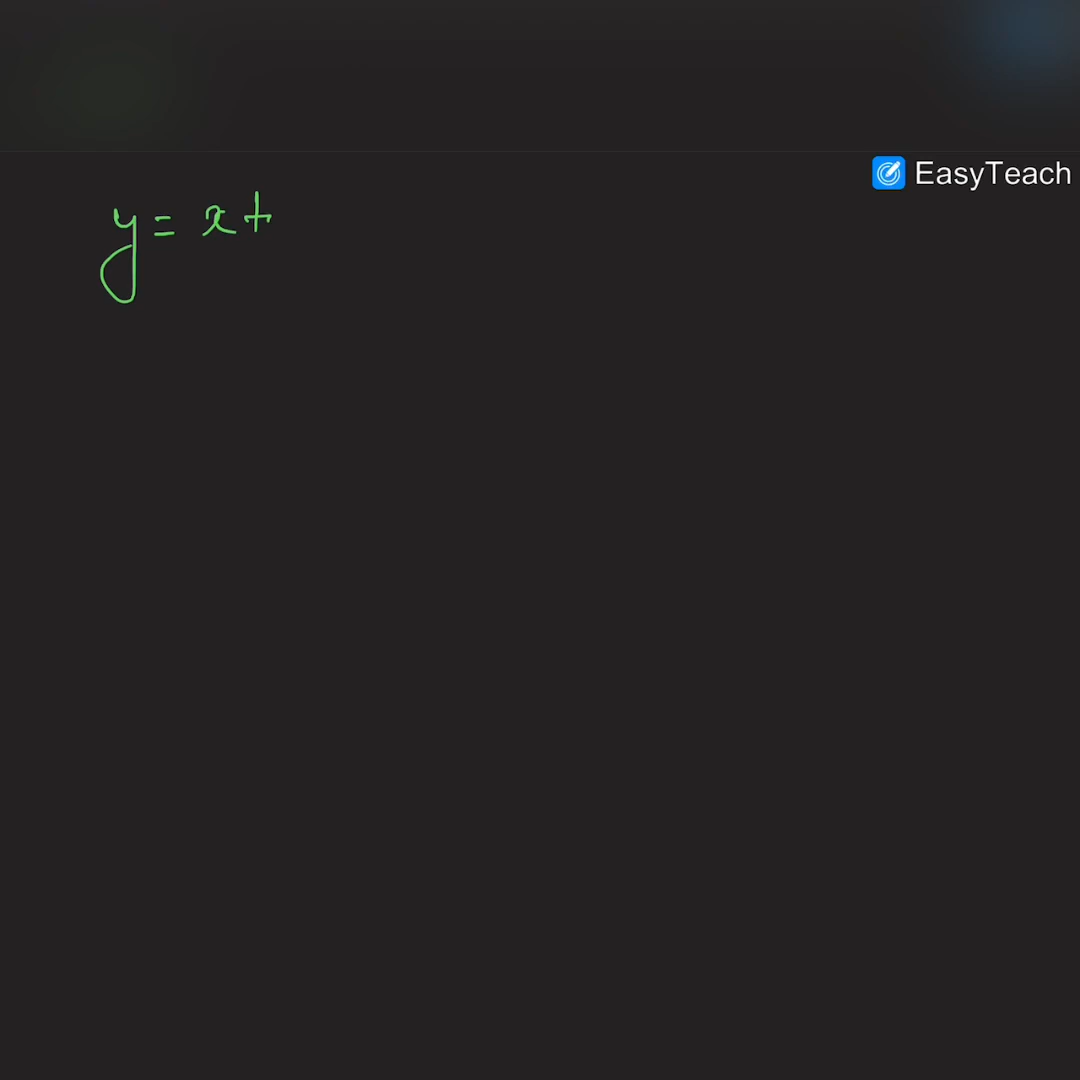 EasyTeach
y = x +